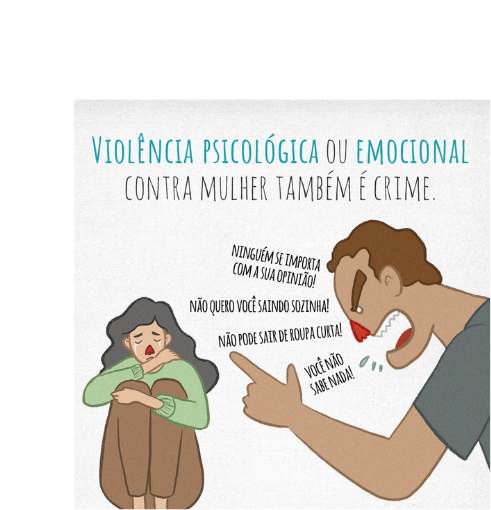 VIOLÊNCIA PSICOLÓGICA OU EMOCIONAL
CONTRA MULHER TAMBÉM É CRIME.
NINGUÉM SE IMPORTA
COM A SUA OPINIÃO!
NÃO QUERO VOCÊ SAINDO SOZINHA!
NÃO PODE SAIR DE ROUPA CURTA!
VOCÊ NÃO
SABE NADA!